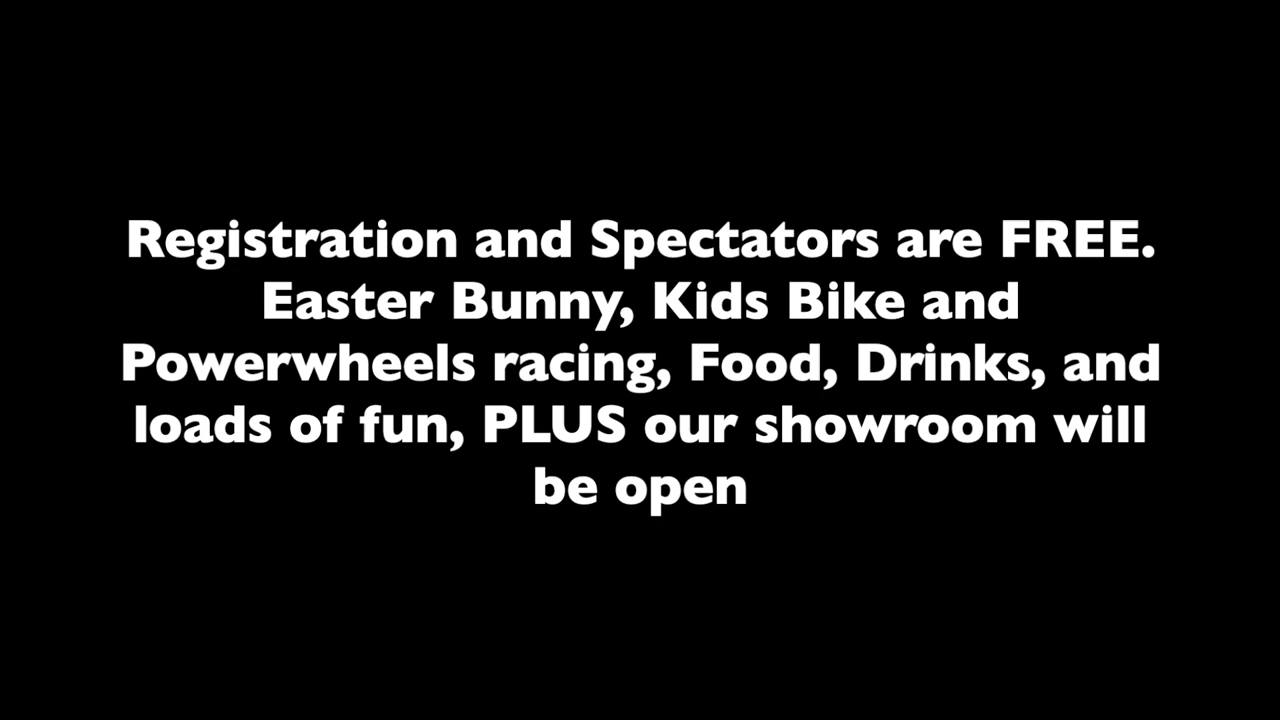 Registration and Spectators are FREE.
Easter Bunny, Kids Bike and
Powerwheels racing, Food, Drinks, and
loads of fun, PLUS our showroom will
be open